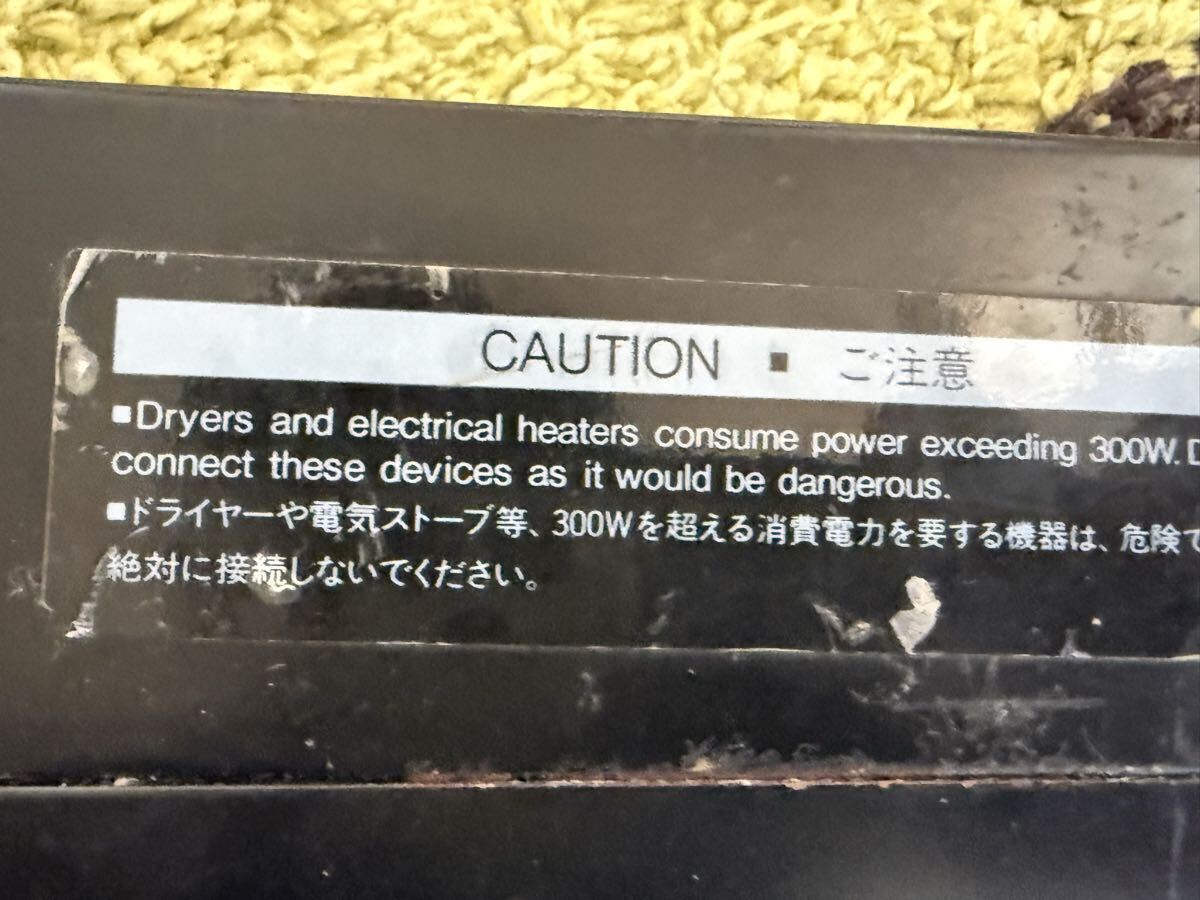 CAUTION ■ ご注意
■Dryers and electrical heaters consume power exceeding 300W.
connect these devices as it would be dangerous.
■ドライヤーや電気ストーブ等、300Wを超える消費電力を要する機器は、危険で
絶対に接続しないでください。